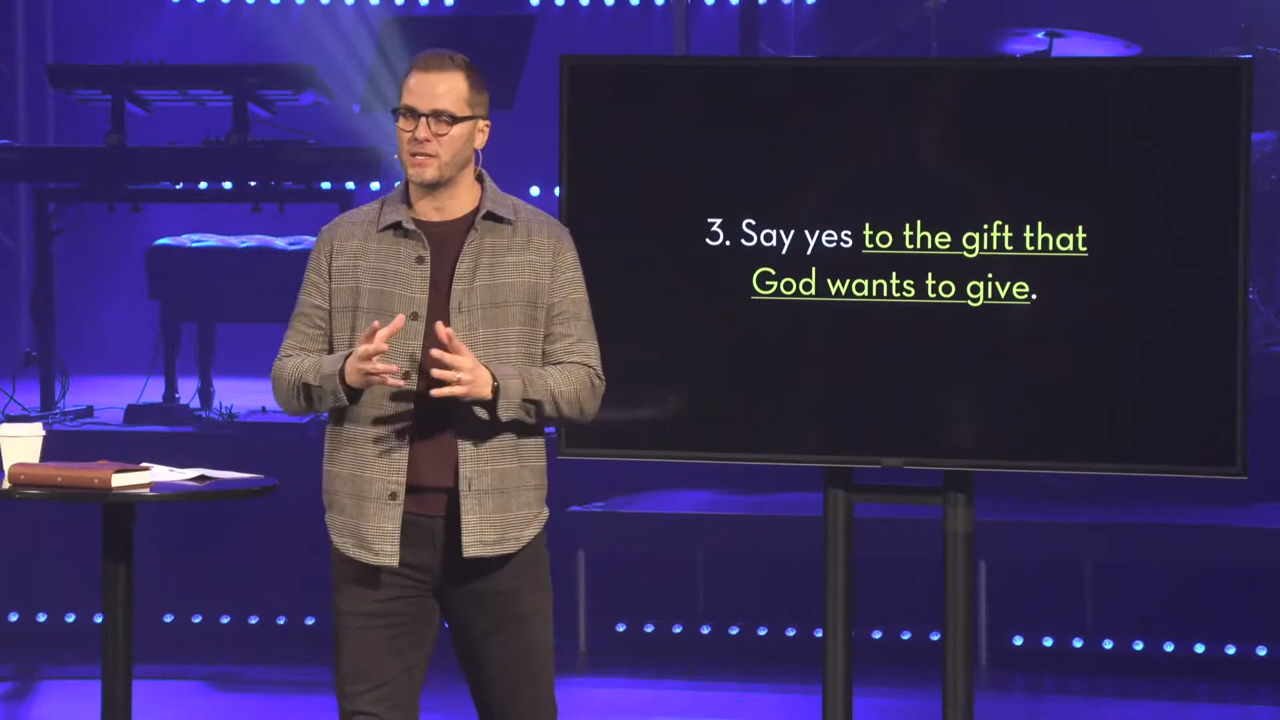 3. Say yes to the gift that
God wants to give.